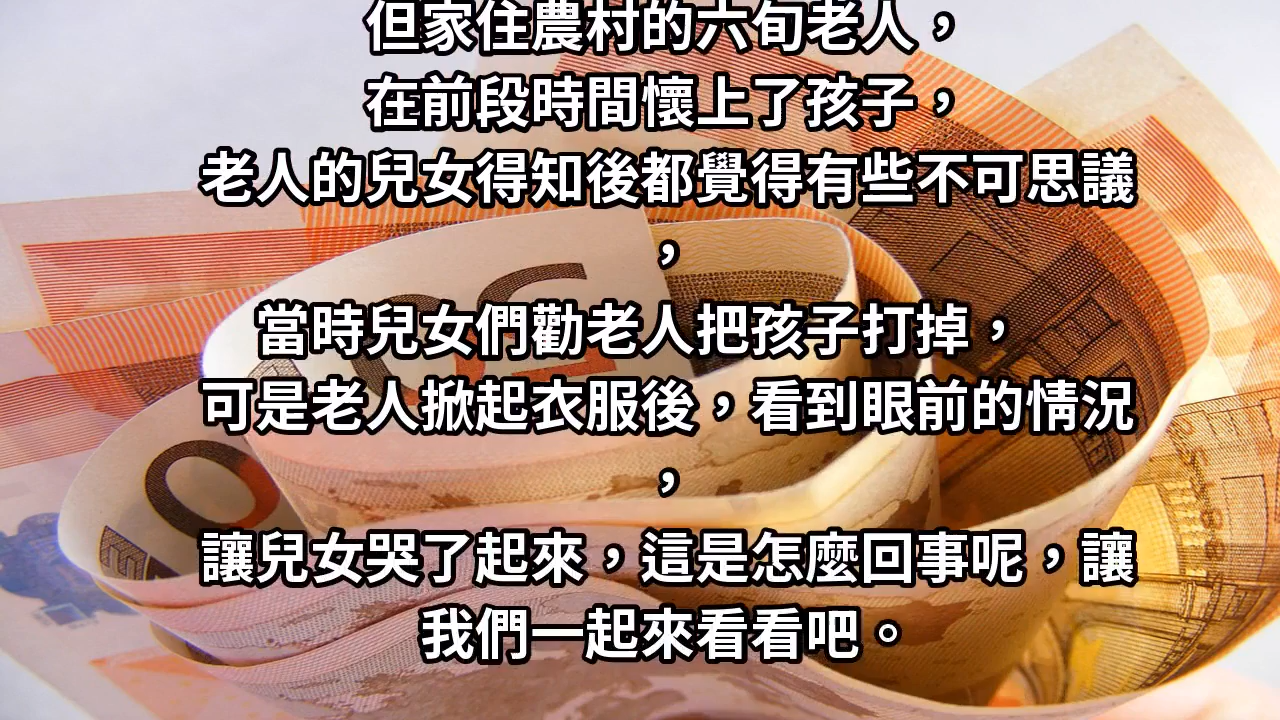 但家住農村的六旬老人，
在前段時間懷上了孩子，
老人的兒女得知後都覺得有些不可思議
，
當時兒女們勸老人把孩子打掉，
可是老人掀起衣服後，看到眼前的情況
，
讓兒女哭了起來，這是怎麼回事呢，讓
我們一起來看看吧。
50